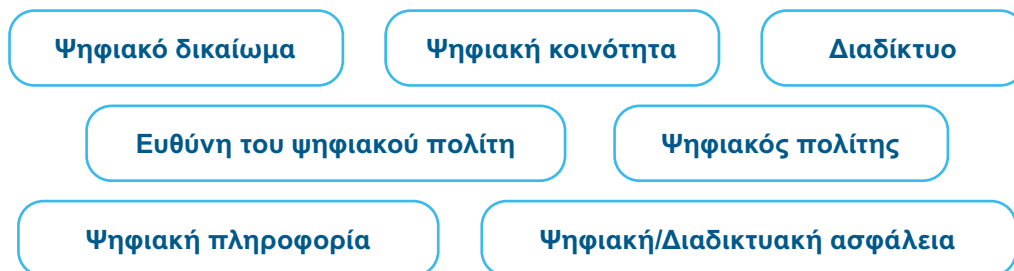 Ψηφιακό δικαίωμα Ψηφιακή κοινότητα Διαδίκτυο
Ευθύνη του ψηφιακού πολίτη Ψηφιακός πολίτης
Ψηφιακή πληροφορία Ψηφιακή/Διαδικτυακή ασφάλεια